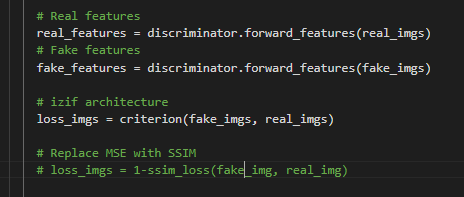 # Real features
real_features = discriminator.forward_features(real_imgs)
# Fake features
fake_features = discriminator.forward_features(fake_imgs)
# izif architecture
loss_imgs = criterion(fake_imgs, real_imgs)
# Replace MSE with SSIM
# loss_imgs = 1-ssim_loss(fake_img, real_img)